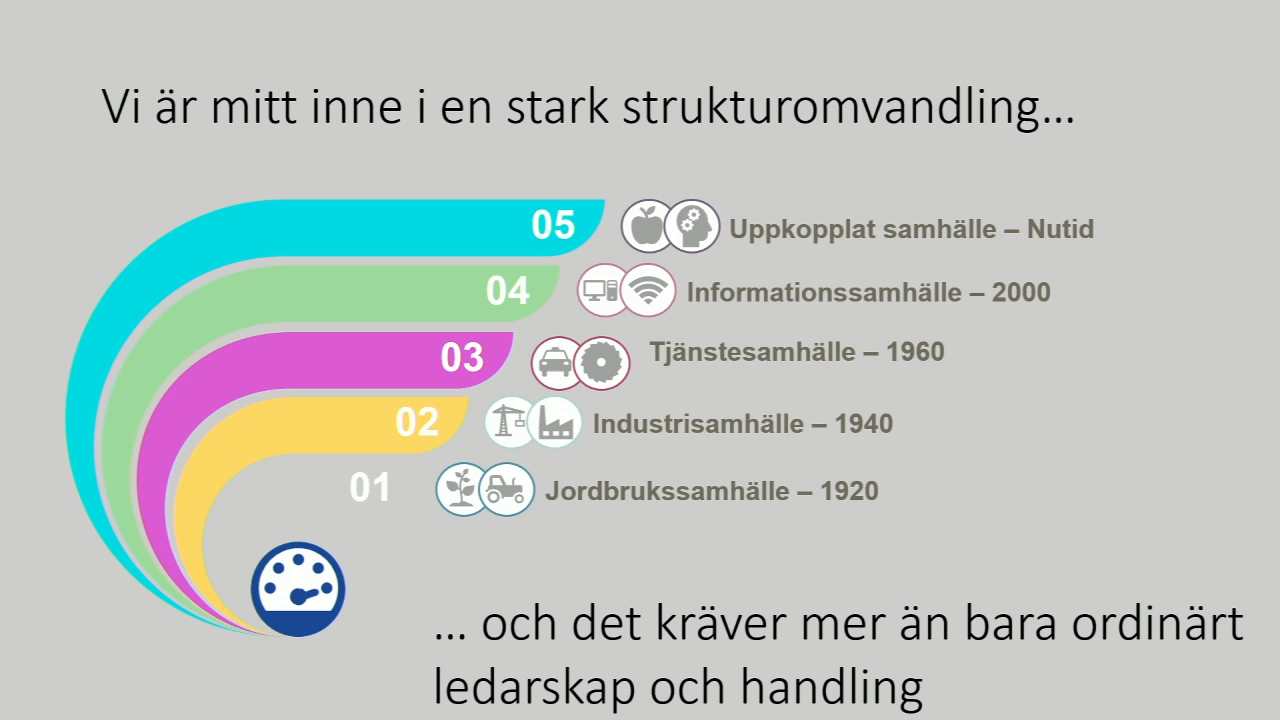 Vi är mitt inne i en stark strukturomvandling...
05 Uppkopplat samhälle – Nutid
04 Informationssamhälle – 2000
03 Tjänstesamhälle – 1960
02 Industrisamhälle – 1940
01 Jordbrukssamhälle – 1920
... och det kräver mer än bara ordinärt
ledarskap och handling